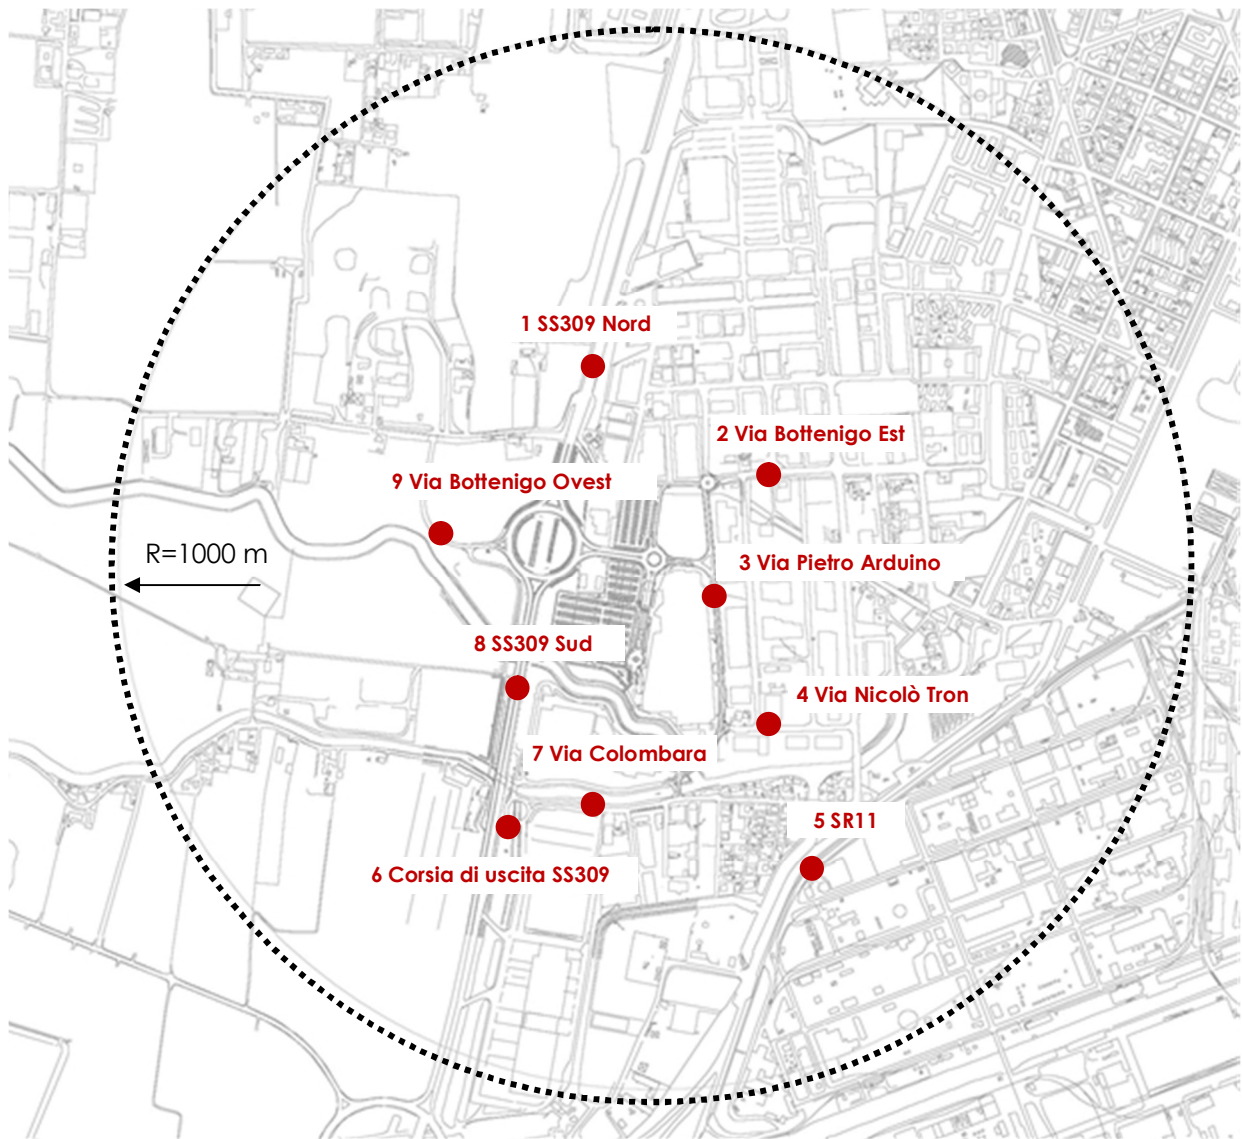 1 SS309 Nord
2 Via Bottenigo Est
9 Via Bottenigo Ovest
R=1000 m
3 Via Pietro Arduino
8 SS309 Sud
4 Via Nicolò Tron
7 Via Colombara
5 SR11
6 Corsia di uscita SS309